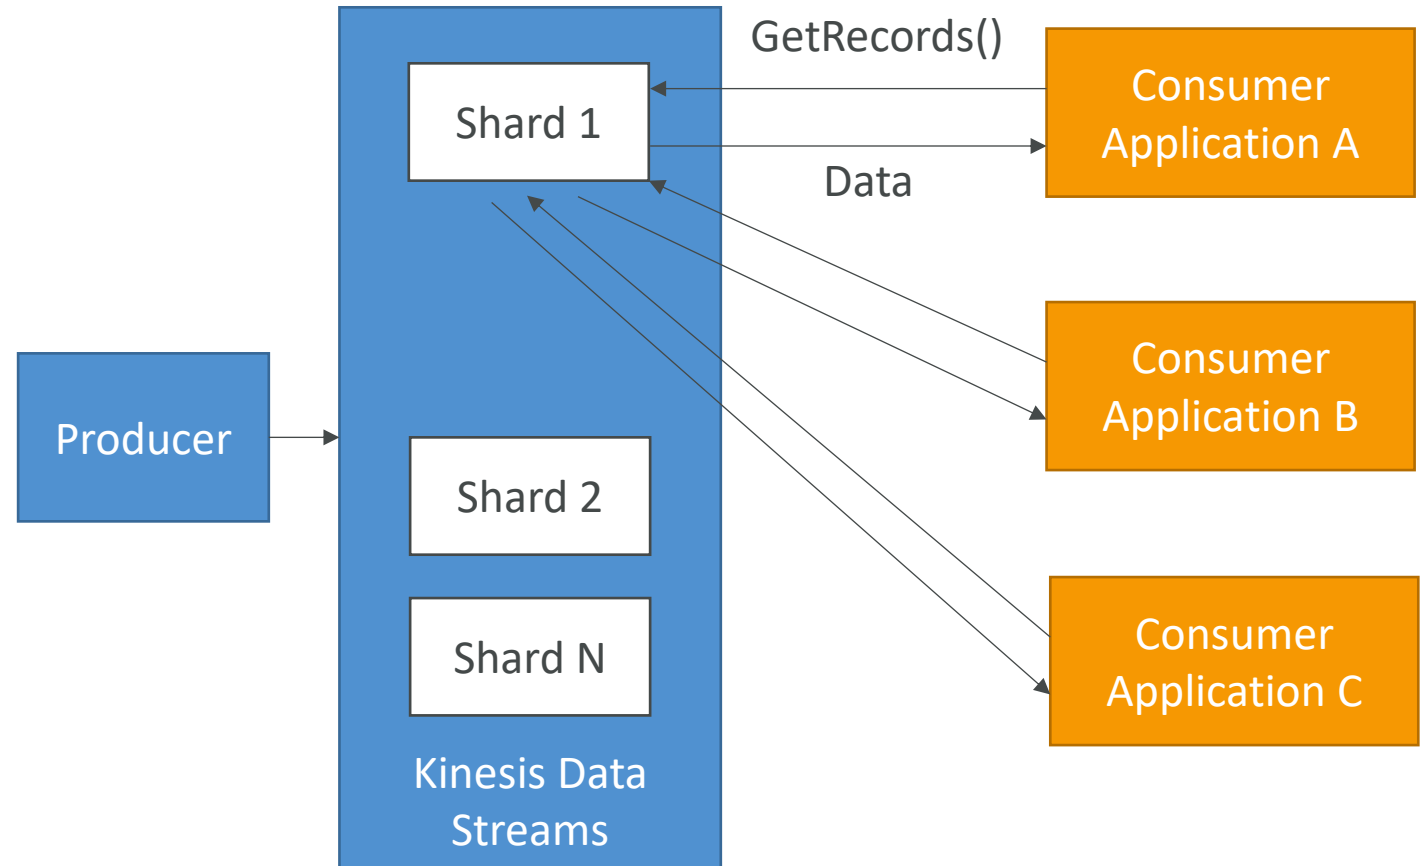 GetRecords()
Shard 1
Consumer
Application A
Data
Consumer
Application B
Producer
Shard 2
Shard N
Consumer
Application C
Kinesis Data
Streams